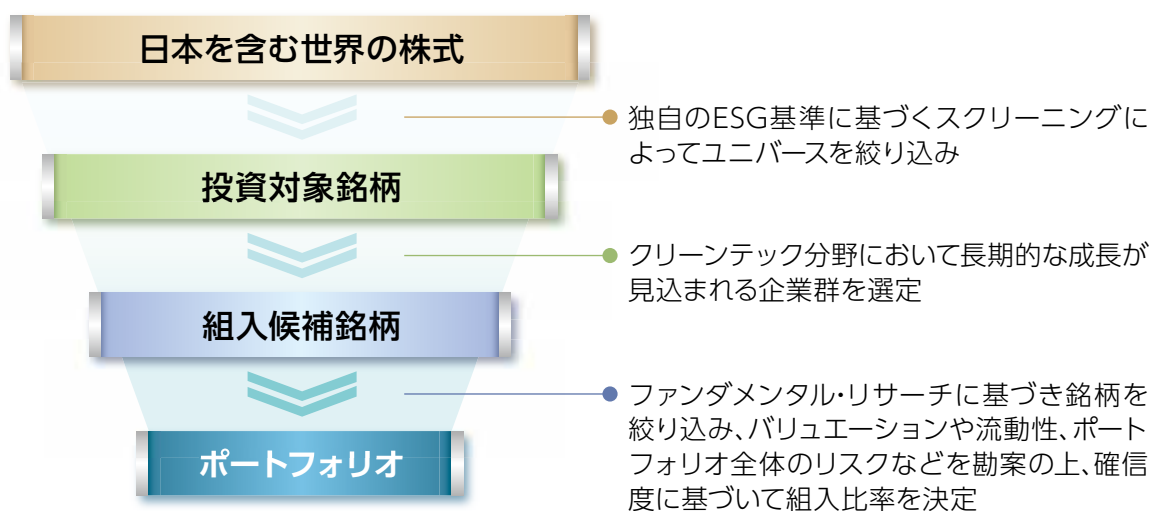 日本を含む世界の株式
独自のESG基準に基づくスクリーニングに
よってユニバースを絞り込み
投資対象銘柄
クリーンテック分野において長期的な成長が
見込まれる企業群を選定
組入候補銘柄
ファンダメンタル・リサーチに基づき銘柄を
絞り込み、バリュエーションや流動性、ポート
フォリオ全体のリスクなどを勘案の上、確信
度に基づいて組入比率を決定
ポートフォリオ